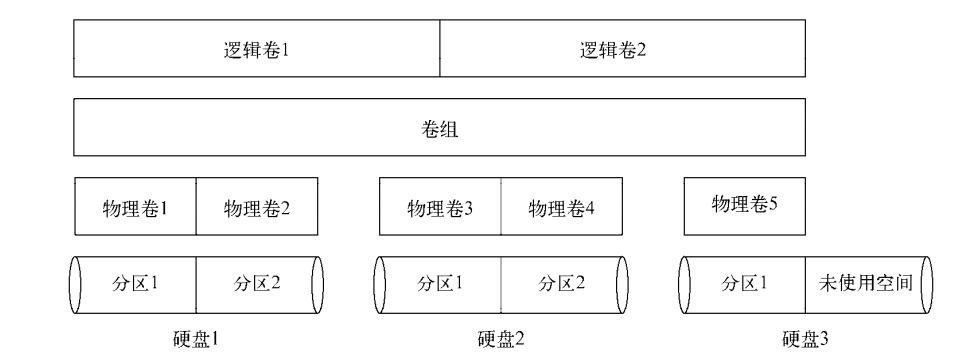 逻辑卷1 逻辑卷2
卷组
物理卷1 物理卷2 物理卷3 物理卷4 物理卷5
分区1 分区2 分区1 分区2 分区1 未使用空间
硬盘1 硬盘2 硬盘3